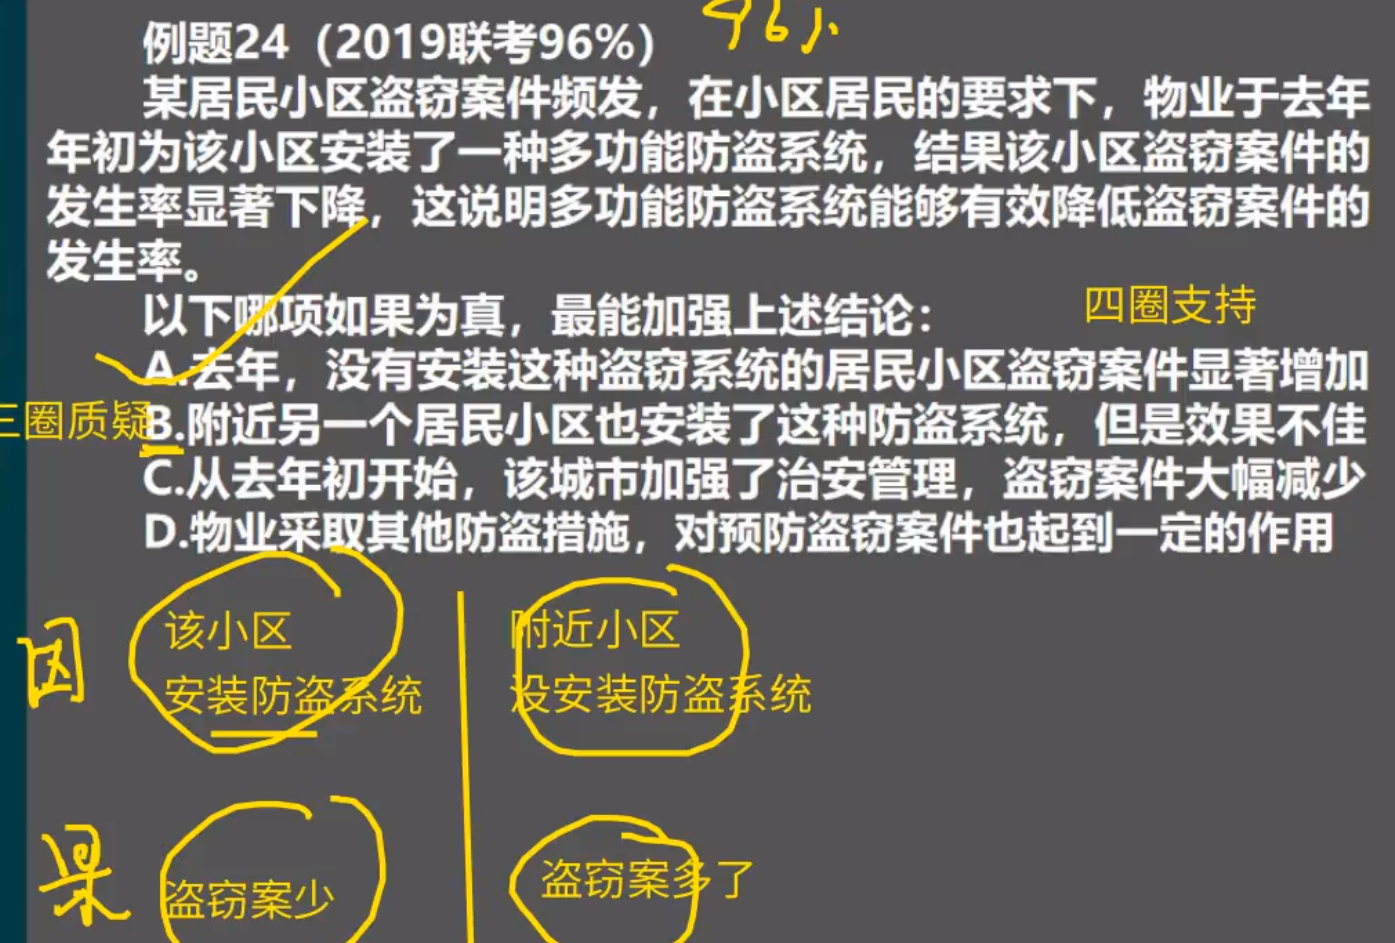 例题24（2019联考96%） 96%
某居民小区盗窃案件频发，在小区居民的要求下，物业于去年
年初为该小区安装了一种多功能防盗系统，结果该小区盗窃案件的
发生率显著下降，这说明多功能防盗系统能够有效降低盗窃案件的
发生率。
以下哪项如果为真，最能加强上述结论：
四圈支持
A.去年，没有安装这种盗窃系统的居民小区盗窃案件显著增加
三圈质疑
B.附近另一个居民小区也安装了这种防盗系统，但是效果不佳
C.从去年初开始，该城市加强了治安管理，盗窃案件大幅减少
D.物业采取其他防盗措施，对预防盗窃案件也起到一定的作用
因
该小区
安装防盗系统
附近小区
没安装防盗系统
果
盗窃案少
盗窃案多了